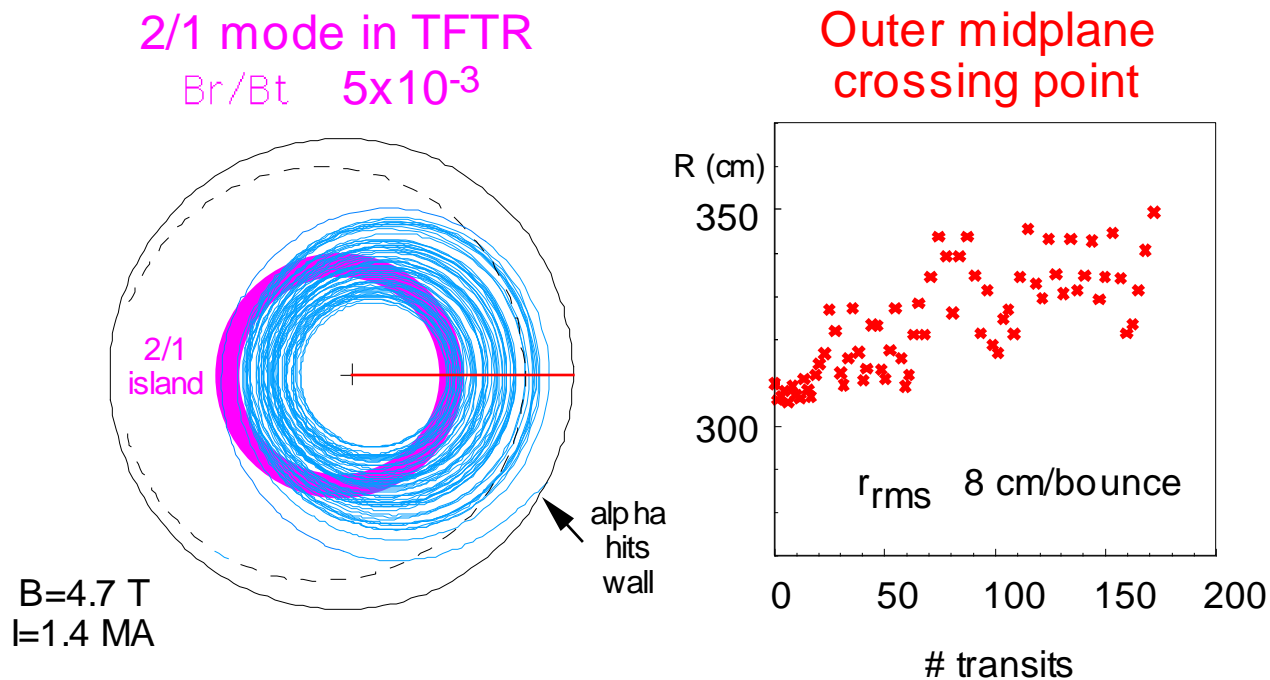 2/1 mode in TFTR
Br/Bt 5x10⁻³
2/1
island
alpha
hits
wall
B=4.7 T
I=1.4 MA
Outer midplane
crossing point
R (cm)
350
300
r_rms 8 cm/bounce
0 50 100 150 200
# transits